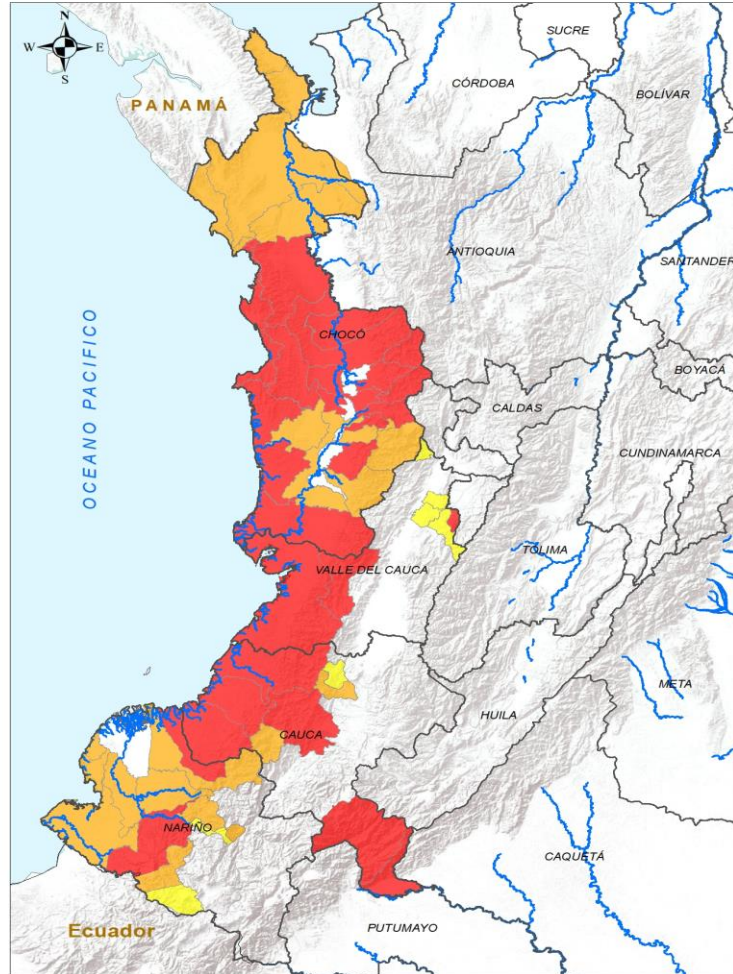 N
W E
S
SUCRE
CÓRDOBA
BOLÍVAR
PANAMÁ
ANTIOQUIA
SANTANDER
CHOCÓ
OCEANO PACIFICO
BOYACÁ
CALDAS
CUNDINAMARCA
TOLIMA
VALLE DEL CAUCA
META
HUILA
CAUCA
NARIÑO
CAQUETÁ
PUTUMAYO
Ecuador